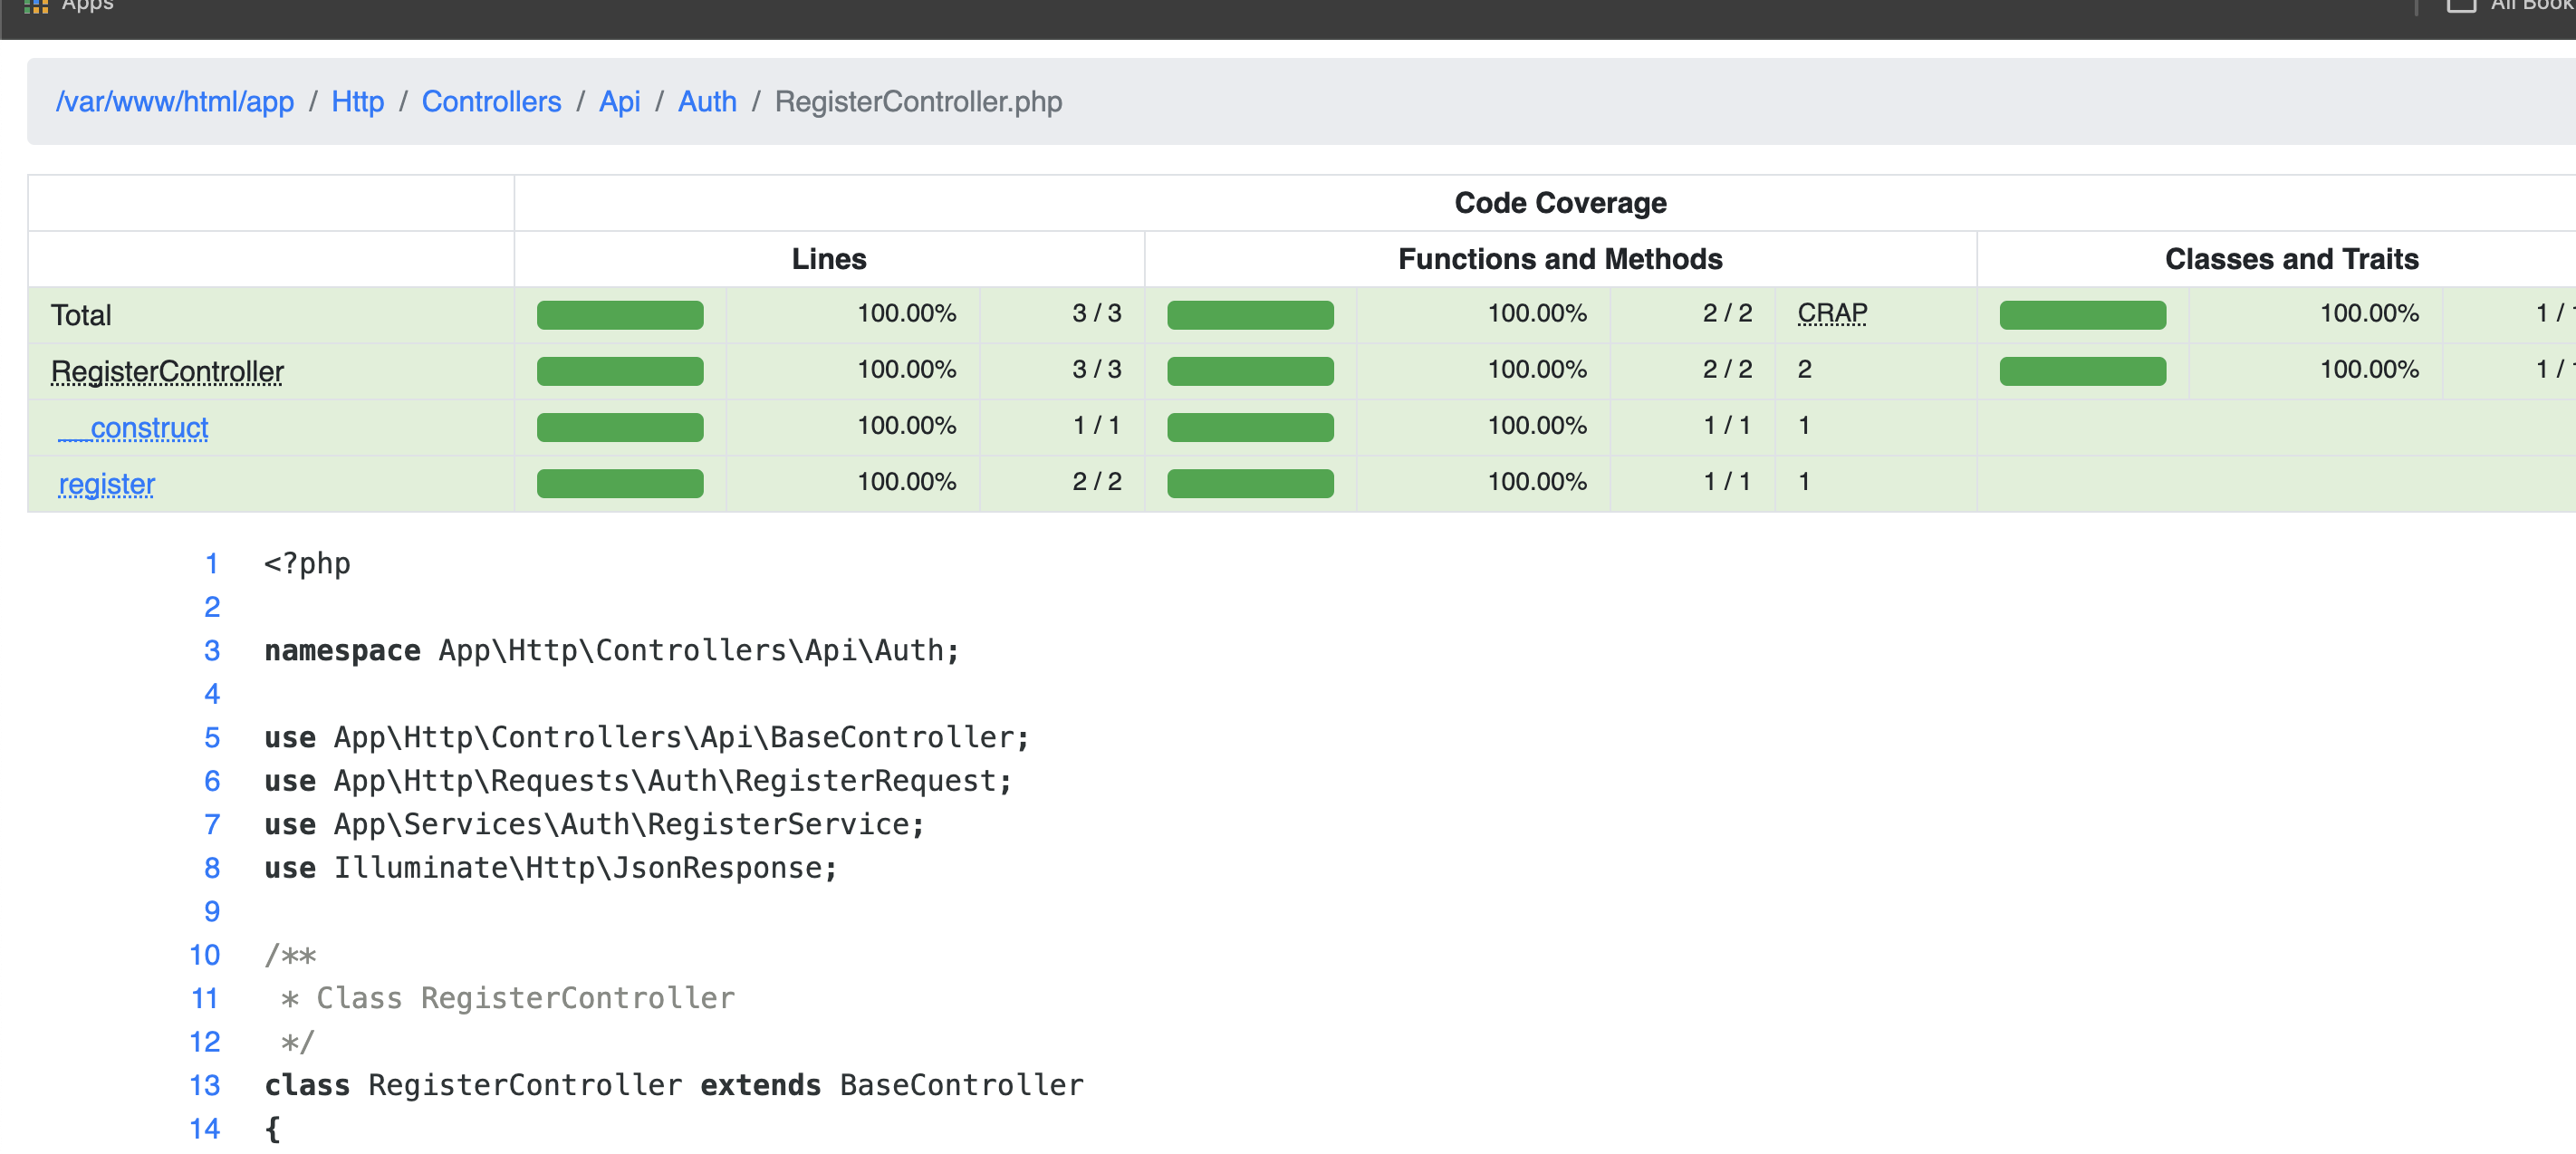 Apps
/var/www/html/app / Http / Controllers / Api / Auth / RegisterController.php
Code Coverage
Lines Functions and Methods Classes and Traits
Total 100.00% 3 / 3 100.00% 2 / 2 CRAP 100.00% 1 /
RegisterController 100.00% 3 / 3 100.00% 2 / 2 2 100.00% 1 /
__construct 100.00% 1 / 1 100.00% 1 / 1 1
register 100.00% 2 / 2 100.00% 1 / 1 1
1 <?php
2
3 namespace App\Http\Controllers\Api\Auth;
4
5 use App\Http\Controllers\Api\BaseController;
6 use App\Http\Requests\Auth\RegisterRequest;
7 use App\Services\Auth\RegisterService;
8 use Illuminate\Http\JsonResponse;
9
10 /**
11 * Class RegisterController
12 */
13 class RegisterController extends BaseController
14 {